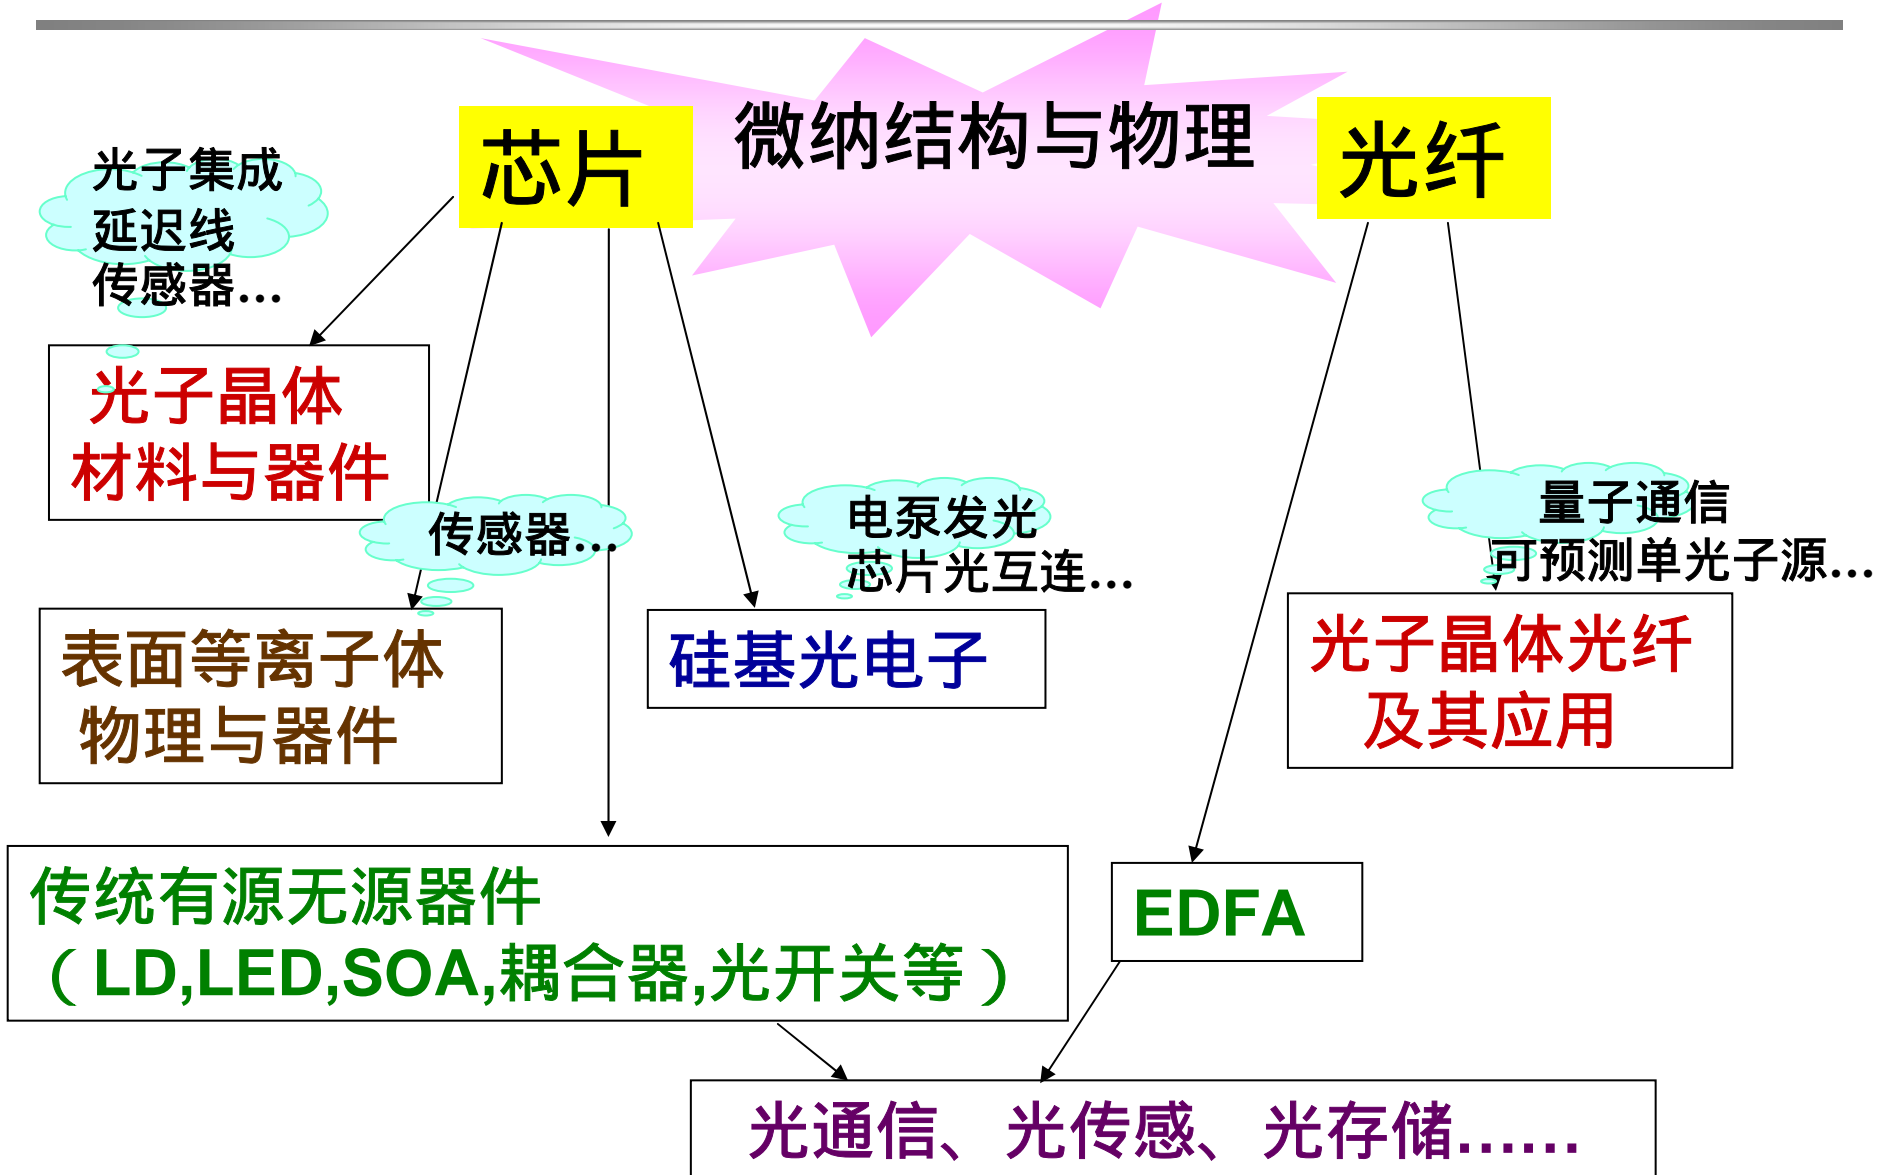 微纳结构与物理
芯片
光纤
光子集成
延迟线
传感器...
光子晶体
材料与器件
传感器...
电泵发光
芯片光互连...
量子通信
可预测单光子源...
表面等离子体
物理与器件
硅基光电子
光子晶体光纤
及其应用
传统有源无源器件
（LD,LED,SOA,耦合器,光开关等）
EDFA
光通信、光传感、光存储......